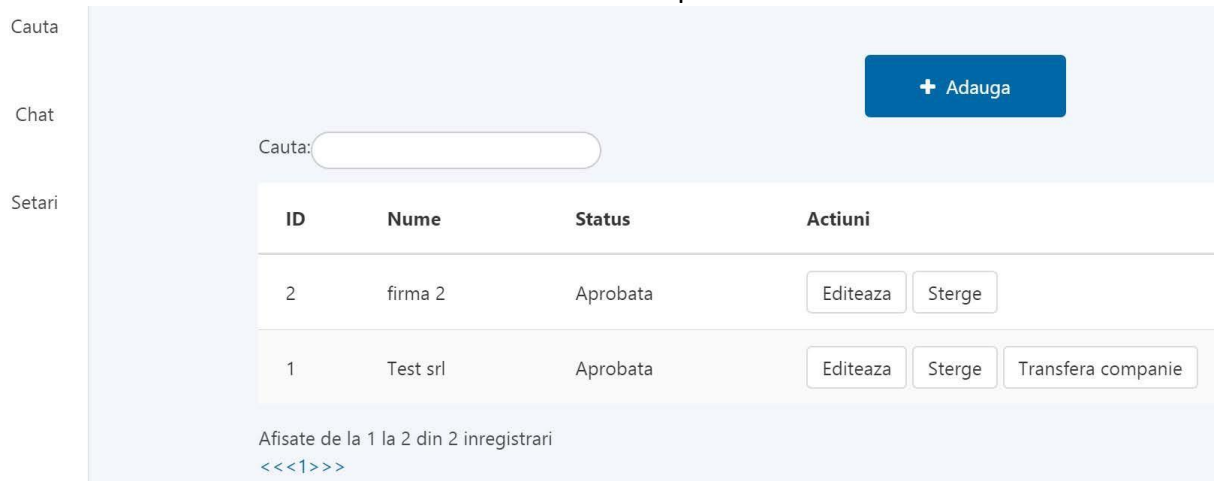 Cauta
Chat
Setari
+ Adauga
Cauta:
ID Nume Status Actiuni
2 firma 2 Aprobata Editeaza Sterge
1 Test srl Aprobata Editeaza Sterge Transfera companie
Afisate de la 1 la 2 din 2 inregistrari
<<<1>>>